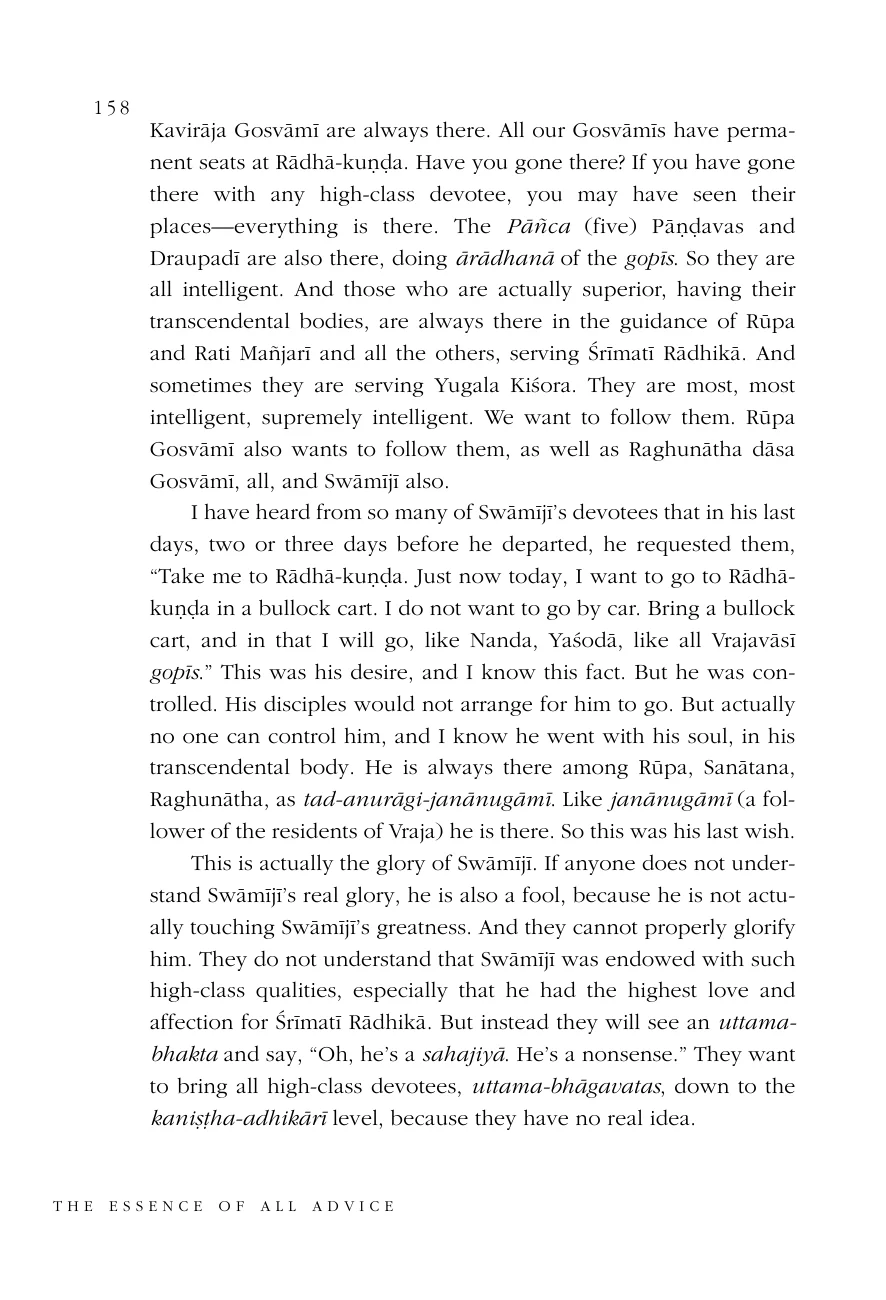 158
Kavirāja Gosvāmī are always there. All our Gosvāmīs have perma-
nent seats at Rādhā-kuṇḍa. Have you gone there? If you have gone
there with any high-class devotee, you may have seen their
places—everything is there. The Pāñca (five) Pāṇḍavas and
Draupadī are also there, doing ārādhanā of the gopīs. So they are
all intelligent. And those who are actually superior, having their
transcendental bodies, are always there in the guidance of Rūpa
and Rati Mañjarī and all the others, serving Śrīmatī Rādhikā. And
sometimes they are serving Yugala Kiśora. They are most, most
intelligent, supremely intelligent. We want to follow them. Rūpa
Gosvāmī also wants to follow them, as well as Raghunātha dāsa
Gosvāmī, all, and Swāmījī also.
I have heard from so many of Swāmījī’s devotees that in his last
days, two or three days before he departed, he requested them,
“Take me to Rādhā-kuṇḍa. Just now today, I want to go to Rādhā-
kuṇḍa in a bullock cart. I do not want to go by car. Bring a bullock
cart, and in that I will go, like Nanda, Yaśodā, like all Vrajavāsī
gopīs.” This was his desire, and I know this fact. But he was con-
trolled. His disciples would not arrange for him to go. But actually
no one can control him, and I know he went with his soul, in his
transcendental body. He is always there among Rūpa, Sanātana,
Raghunātha, as tad-anurāgi-janānugāmī. Like janānugāmī (a fol-
lower of the residents of Vraja) he is there. So this was his last wish.
This is actually the glory of Swāmījī. If anyone does not under-
stand Swāmījī’s real glory, he is also a fool, because he is not actu-
ally touching Swāmījī’s greatness. And they cannot properly glorify
him. They do not understand that Swāmījī was endowed with such
high-class qualities, especially that he had the highest love and
affection for Śrīmatī Rādhikā. But instead they will see an uttama-
bhakta and say, “Oh, he’s a sahajiyā. He’s a nonsense.” They want
to bring all high-class devotees, uttama-bhāgavatas, down to the
kaniṣṭha-adhikārī level, because they have no real idea.
THE ESSENCE OF ALL ADVICE